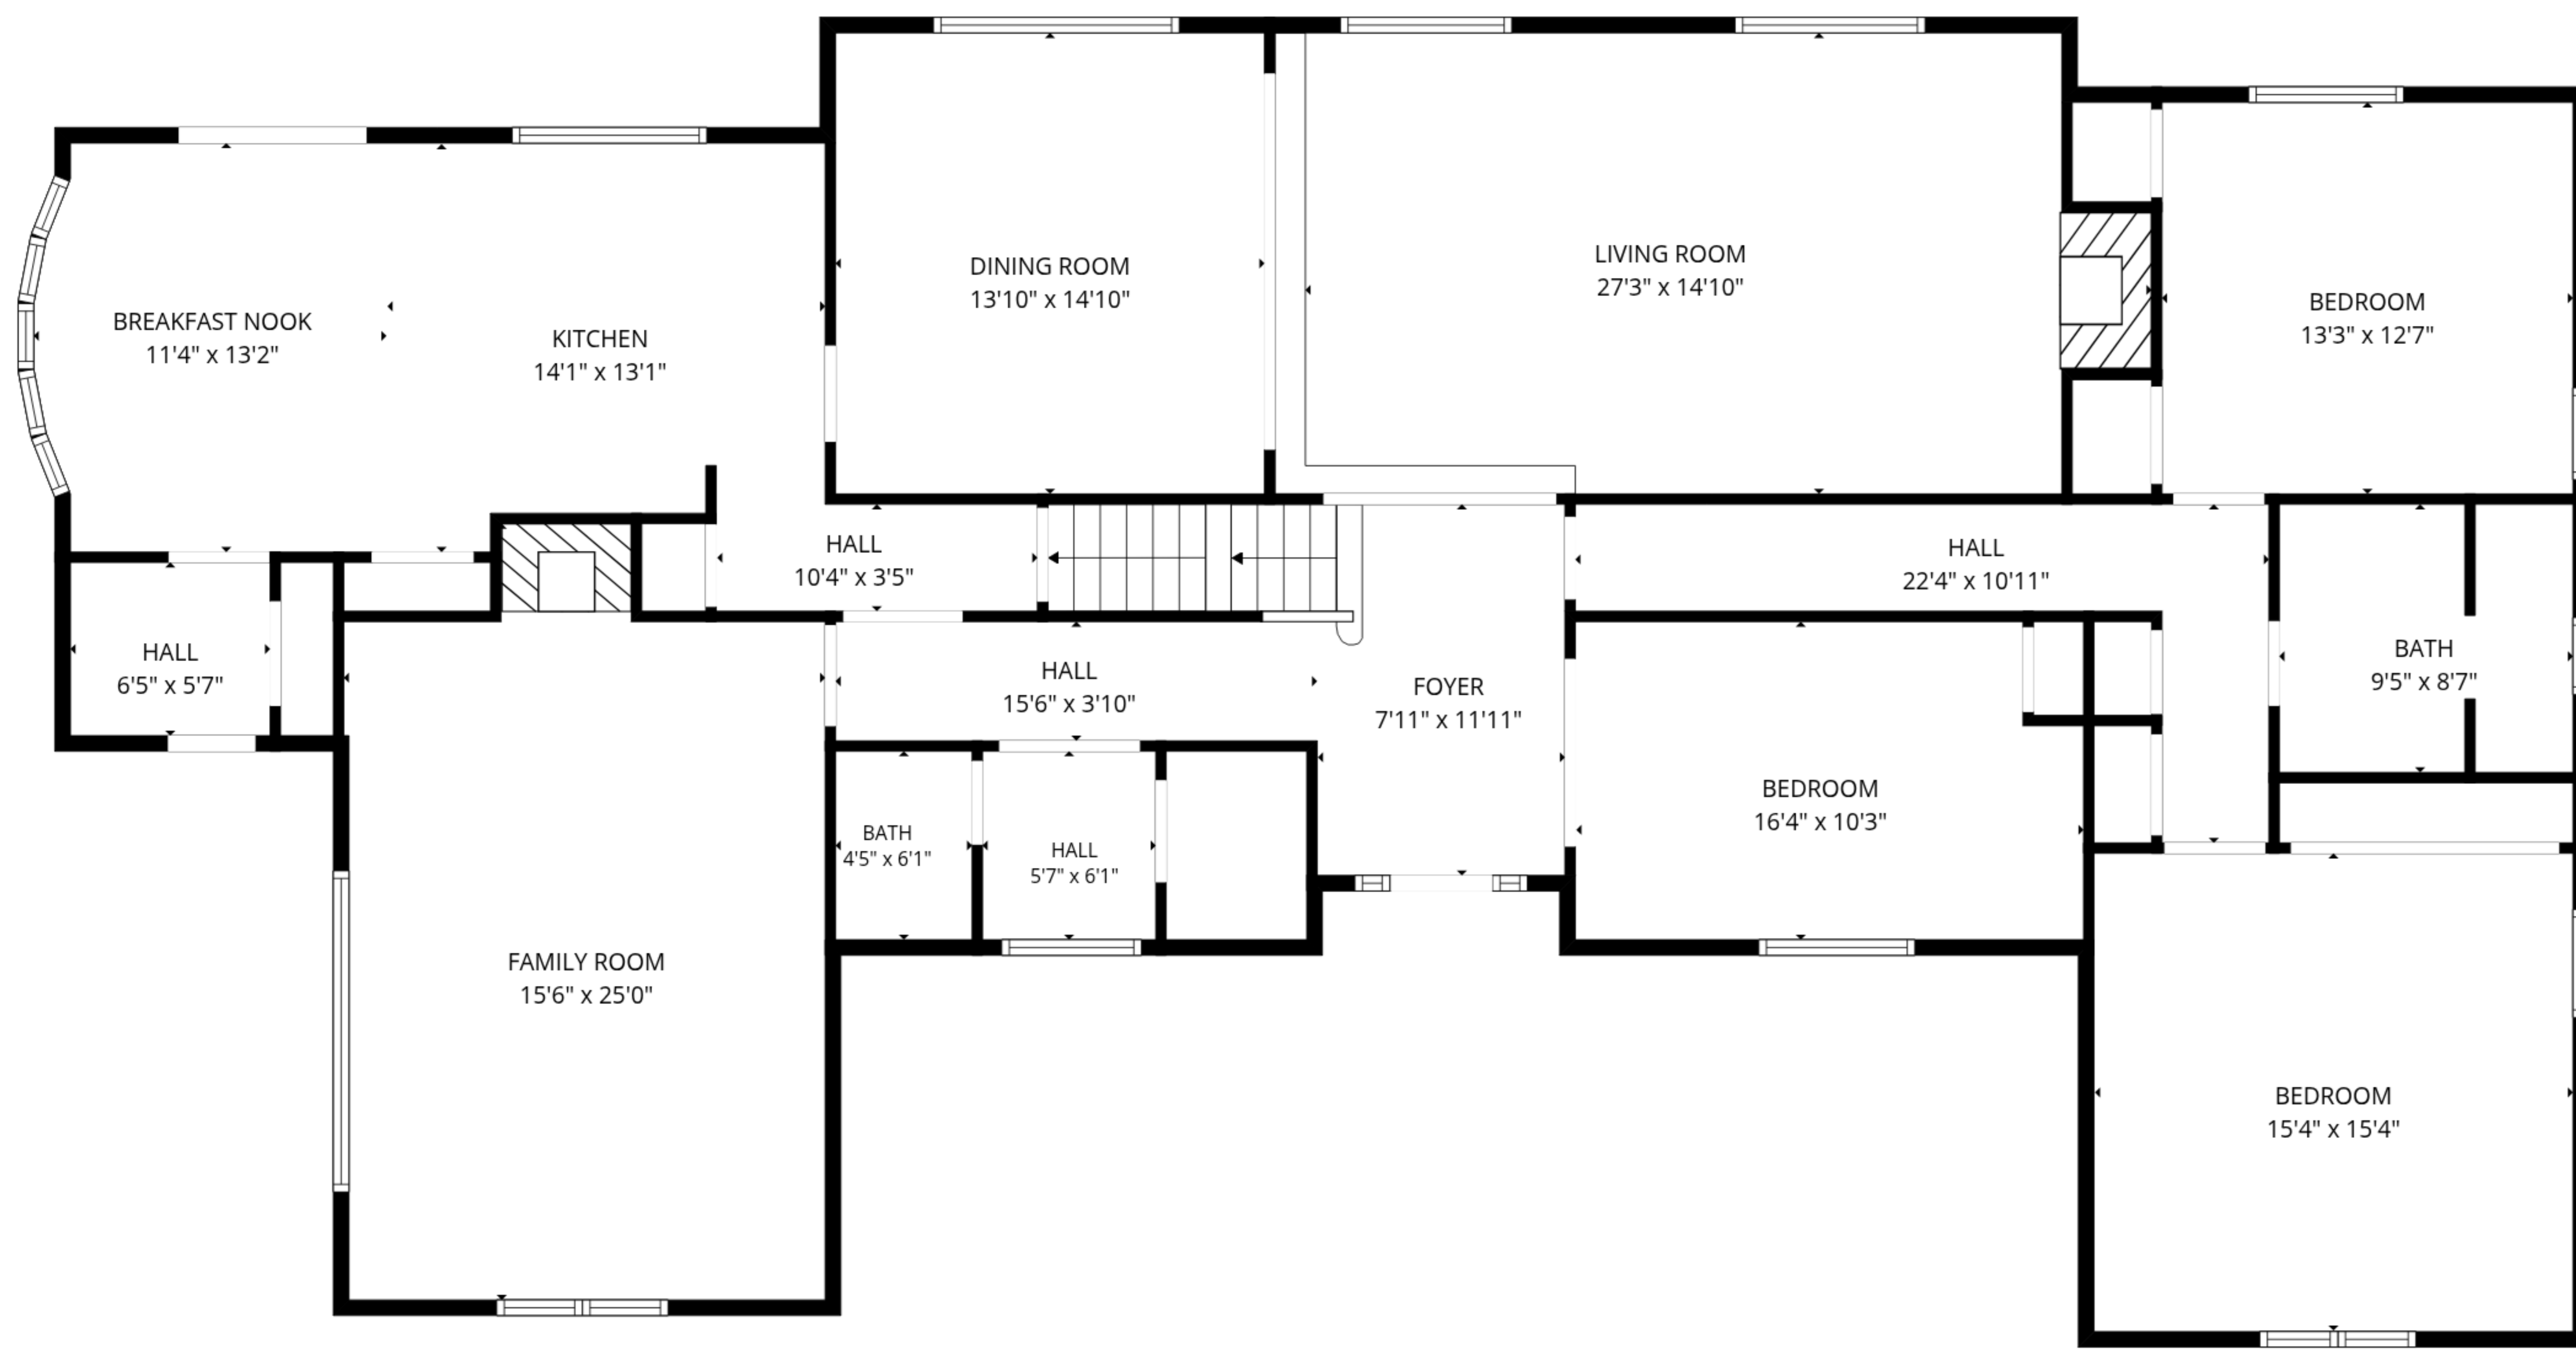 DINING ROOM
13'10" x 14'10"
LIVING ROOM
27'3" x 14'10"
BREAKFAST NOOK
11'4" x 13'2"
KITCHEN
14'1" x 13'1"
BEDROOM
13'3" x 12'7"
HALL
10'4" x 3'5"
HALL
22'4" x 10'11"
HALL
6'5" x 5'7"
HALL
15'6" x 3'10"
FOYER
7'11" x 11'11"
BATH
9'5" x 8'7"
BEDROOM
16'4" x 10'3"
BATH
4'5" x 6'1"
HALL
5'7" x 6'1"
FAMILY ROOM
15'6" x 25'0"
BEDROOM
15'4" x 15'4"